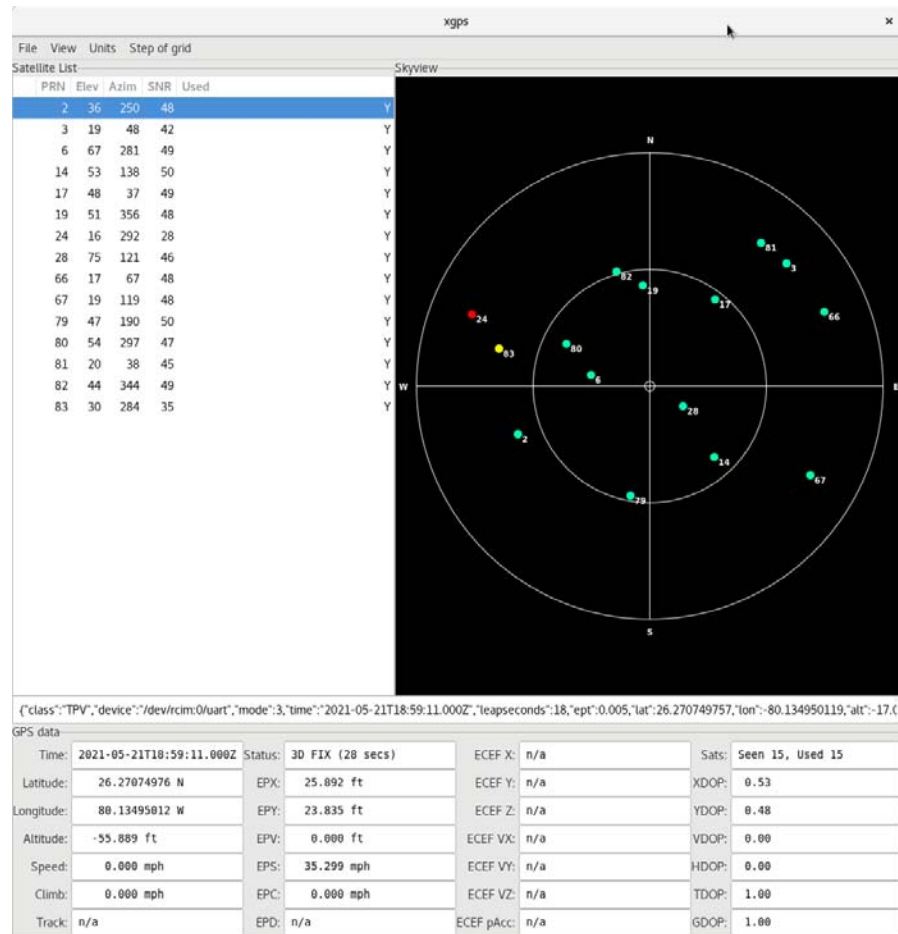 xgps ×
File View Units Step of grid
Satellite List
PRN Elev Azim SNR Used
2 36 250 48 Y
3 19 48 42 Y
6 67 281 49 Y
14 53 138 50 Y
17 48 37 49 Y
19 51 356 48 Y
24 16 292 28 Y
28 75 121 46 Y
66 17 67 48 Y
67 19 119 48 Y
79 47 190 50 Y
80 54 297 47 Y
81 20 38 45 Y
82 44 344 49 Y
83 30 284 35 Y
Skyview
N
81
3
82
19
17
24
66
83
80
6
W
E
28
2
14
67
79
S
{"class":"TPV","device":"/dev/rcim:0/uart","mode":3,"time":"2021-05-21T18:59:11.000Z","leapseconds":18,"ept":0.005,"lat":26.270749757,"lon":-80.134950119,"alt":-17.0
GPS data
Time: 2021-05-21T18:59:11.000Z Status: 3D FIX (28 secs) ECEF X: n/a Sats: Seen 15, Used 15
Latitude: 26.27074976 N EPX: 25.892 ft ECEF Y: n/a XDOP: 0.53
Longitude: 80.13495012 W EPY: 23.835 ft ECEF Z: n/a YDOP: 0.48
Altitude: -55.889 ft EPV: 0.000 ft ECEF VX: n/a VDOP: 0.00
Speed: 0.000 mph EPS: 35.299 mph ECEF VY: n/a HDOP: 0.00
Climb: 0.000 mph EPC: 0.000 mph ECEF VZ: n/a TDOP: 1.00
Track: n/a EPD: n/a ECEF pAcc: n/a GDOP: 1.00